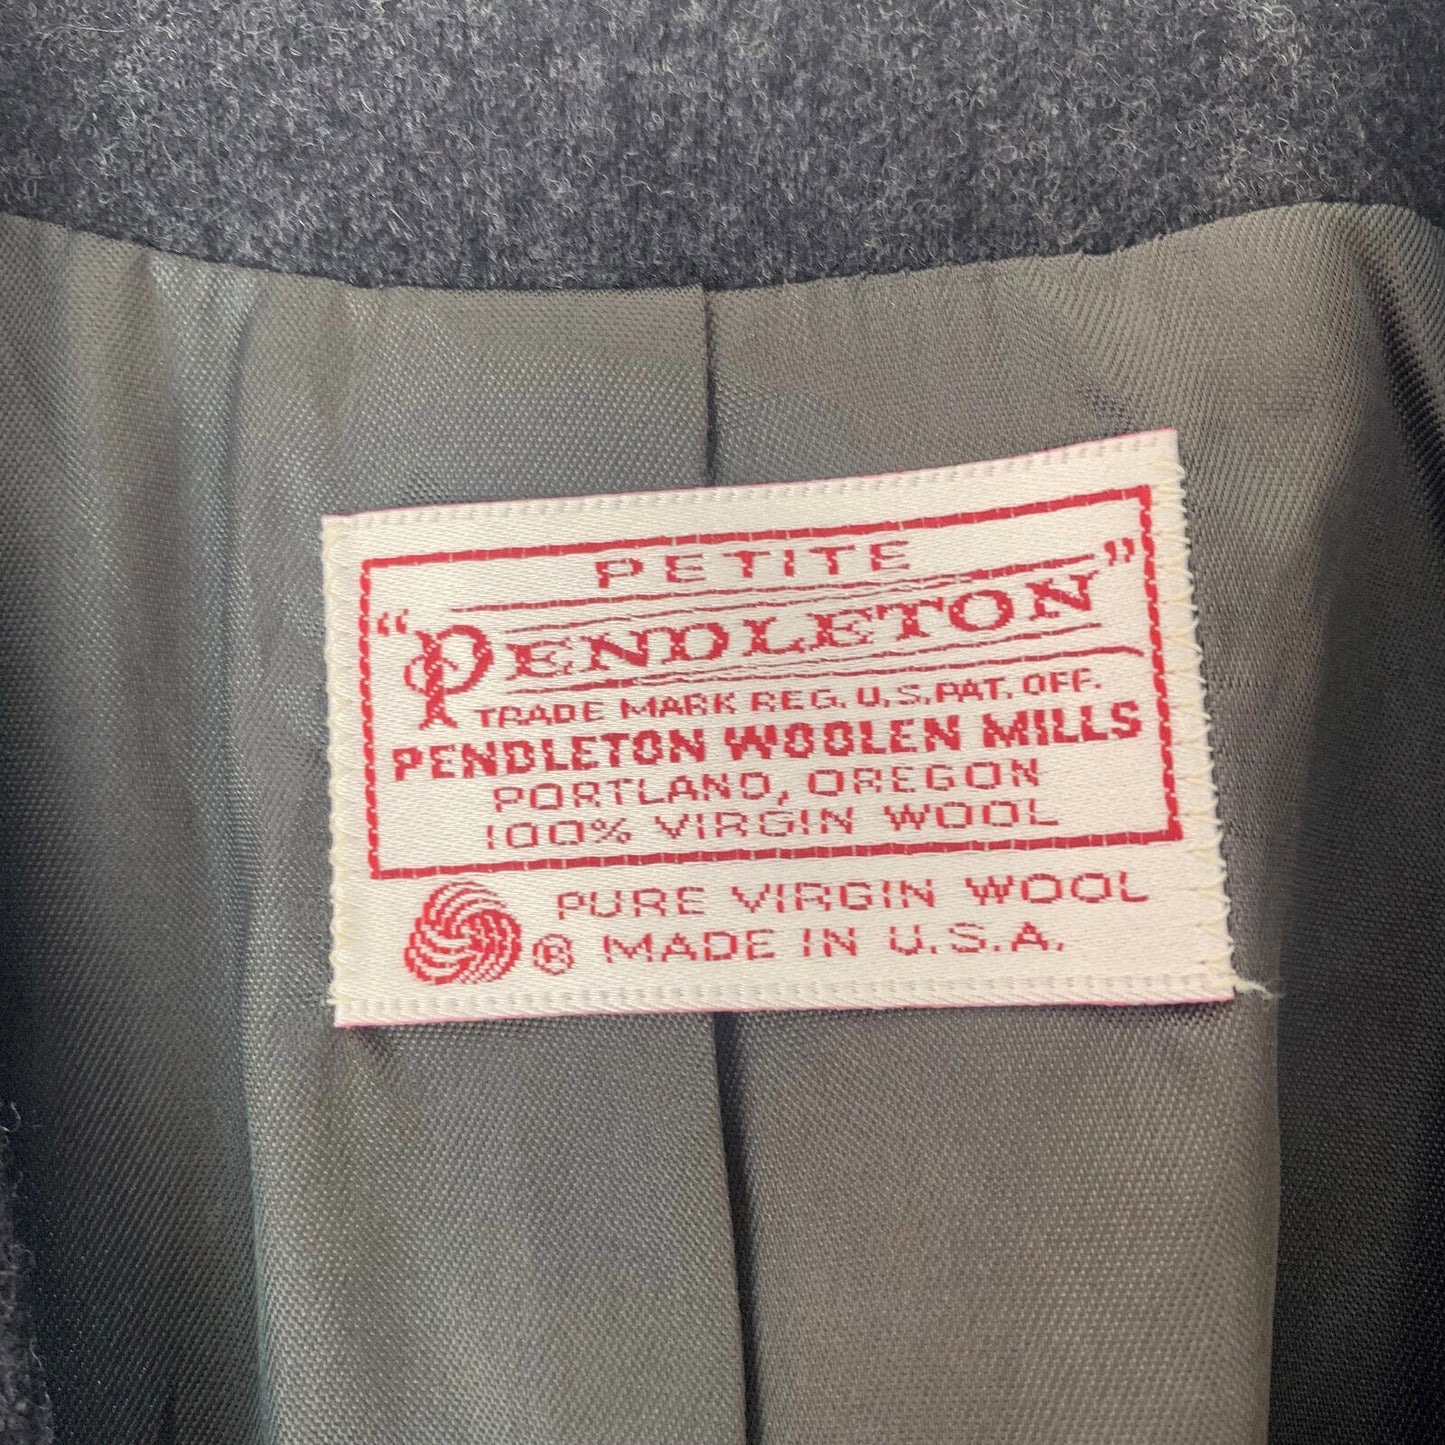 PETITE
"PENDLETON"
TRADE MARK REG. U.S. PAT. OFF.
PENDLETON WOOLEN MILLS
PORTLAND, OREGON
100% VIRGIN WOOL
PURE VIRGIN WOOL
® MADE IN U.S.A.